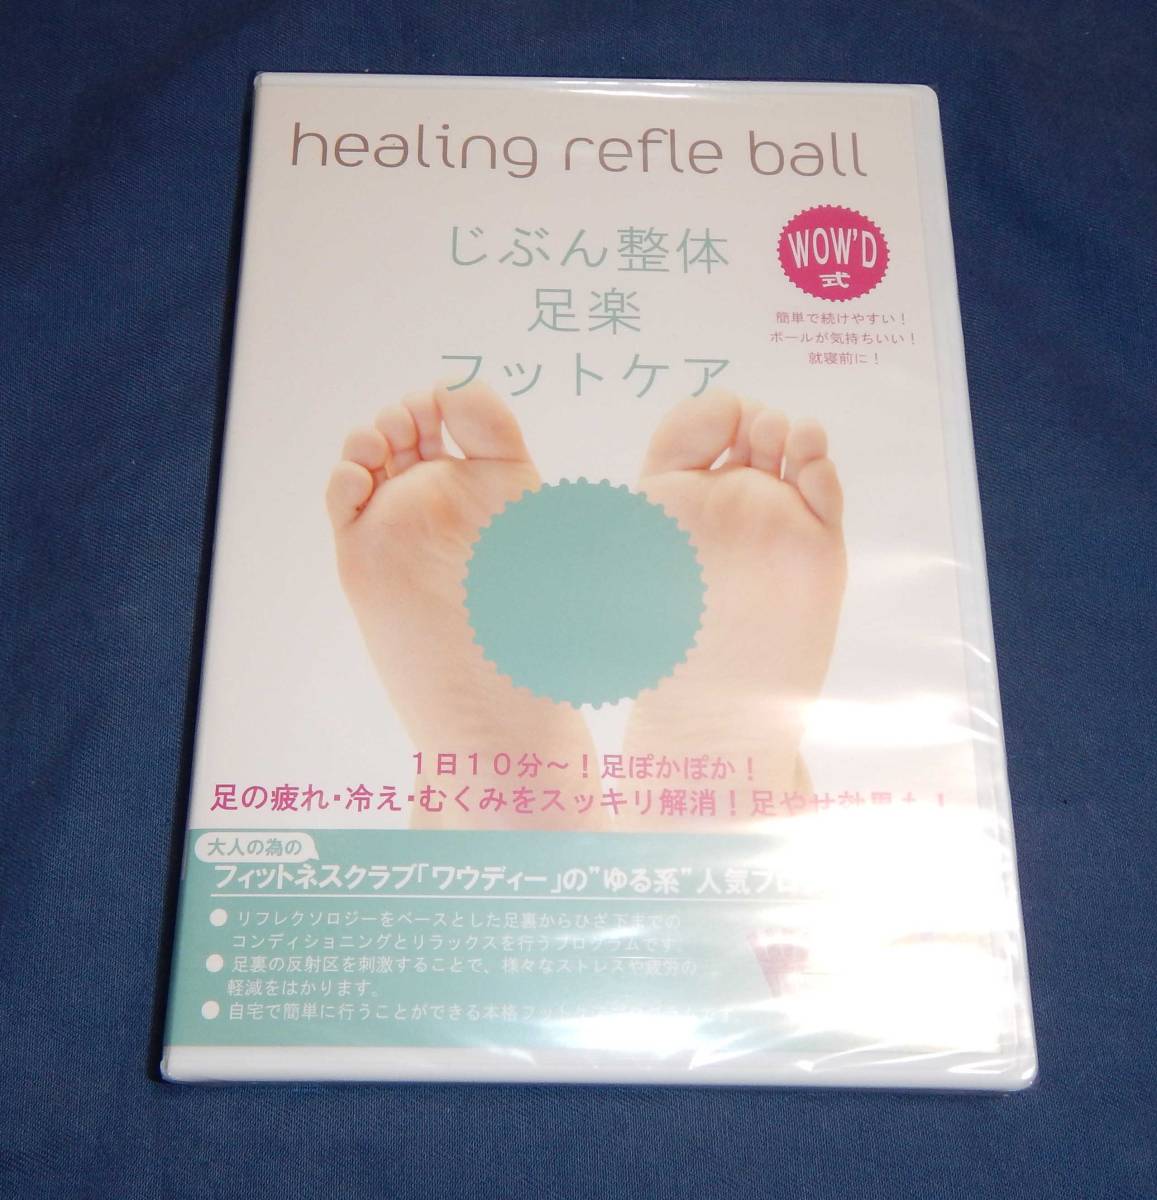 healing refle ball
じぶん整体
足楽
フットケア
WOW'D
式
簡単で続けやすい！
ボールが気持ちいい！
就寝前に！
１日１０分～！足ぽかぽか！
足の疲れ・冷え・むくみをスッキリ解消！足やせ効果も！
大人の為の
フィットネスクラブ「ワウディー」の"ゆる系"人気プロ
● リフレクソロジーをベースとした足裏からひざ下までの
コンディショニングとリラックスを行うプログラムです。
● 足裏の反射区を刺激することで、様々なストレスや疲労の
軽減をはかります。
● 自宅で簡単に行うことができる本格フット